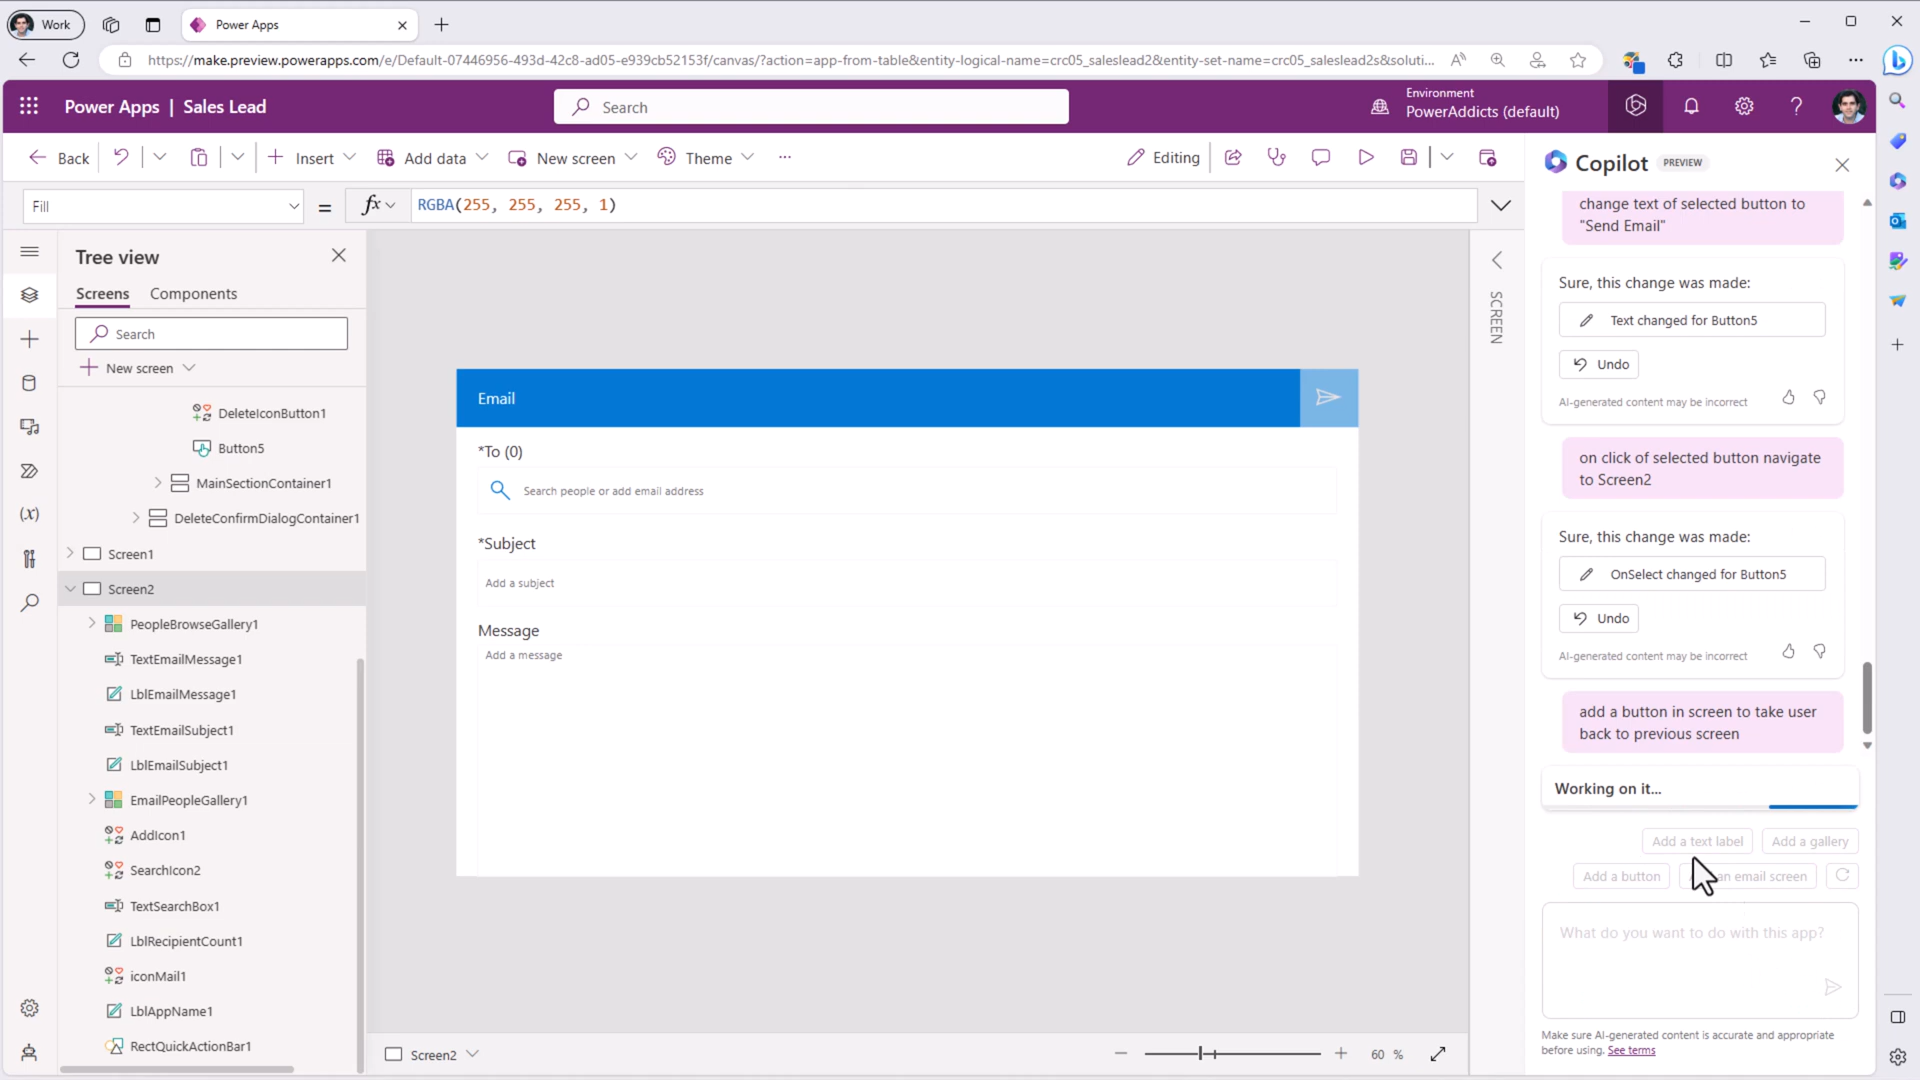 Work
Power Apps
https://make.preview.powerapps.com/e/Default-07446956-493d-42c8-ad05-e939cb52153f/canvas/?action=app-from-table&entity-logical-name=crc05_saleslead2&entity-set-name=crc05_saleslead2s&soluti...
Power Apps | Sales Lead
Search
Environment
PowerAddicts (default)
Back
Insert
Add data
New screen
Theme
Editing
Fill
= fx
RGBA(255, 255, 255, 1)
Tree view
Screens
Components
Search
New screen
DeleteIconButton1
Button5
MainSectionContainer1
DeleteConfirmDialogContainer1
Screen1
Screen2
PeopleBrowseGallery1
TextEmailMessage1
LblEmailMessage1
TextEmailSubject1
LblEmailSubject1
EmailPeopleGallery1
AddIcon1
SearchIcon2
TextSearchBox1
LblRecipientCount1
iconMail1
LblAppName1
RectQuickActionBar1
Email
*To (0)
Search people or add email address
*Subject
Add a subject
Message
Add a message
Screen2
60 %
SCREEN
Copilot PREVIEW
change text of selected button to
"Send Email"
Sure, this change was made:
Text changed for Button5
Undo
AI-generated content may be incorrect
on click of selected button navigate
to Screen2
Sure, this change was made:
OnSelect changed for Button5
Undo
AI-generated content may be incorrect
add a button in screen to take user
back to previous screen
Working on it...
Add a text label
Add a gallery
Add a button
an email screen
What do you want to do with this app?
Make sure AI-generated content is accurate and appropriate
before using. See terms